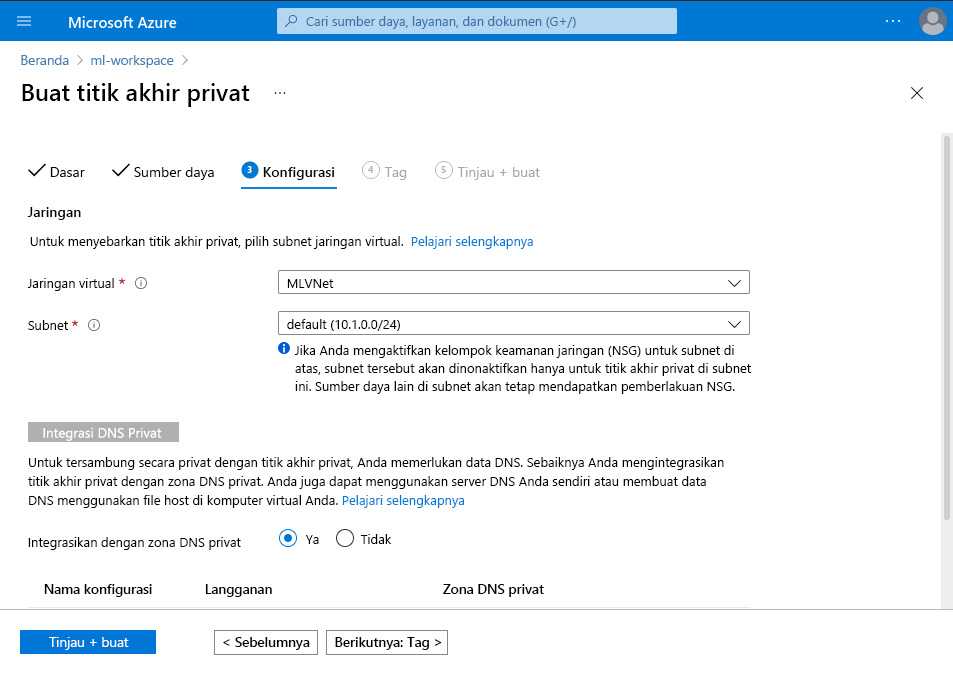 Microsoft Azure
Cari sumber daya, layanan, dan dokumen (G+/)
Beranda > ml-workspace >
Buat titik akhir privat ...
Dasar
Sumber daya
3 Konfigurasi
4 Tag
5 Tinjau + buat
Jaringan
Untuk menyebarkan titik akhir privat, pilih subnet jaringan virtual. Pelajari selengkapnya
Jaringan virtual *
MLVNet
Subnet *
default (10.1.0.0/24)
Jika Anda mengaktifkan kelompok keamanan jaringan (NSG) untuk subnet di
atas, subnet tersebut akan dinonaktifkan hanya untuk titik akhir privat di subnet
ini. Sumber daya lain di subnet akan tetap mendapatkan pemberlakuan NSG.
Integrasi DNS Privat
Untuk tersambung secara privat dengan titik akhir privat, Anda memerlukan data DNS. Sebaiknya Anda mengintegrasikan
titik akhir privat dengan zona DNS privat. Anda juga dapat menggunakan server DNS Anda sendiri atau membuat data
DNS menggunakan file host di komputer virtual Anda. Pelajari selengkapnya
Integrasikan dengan zona DNS privat
Ya
Tidak
Nama konfigurasi
Langganan
Zona DNS privat
Tinjau + buat
< Sebelumnya
Berikutnya: Tag >